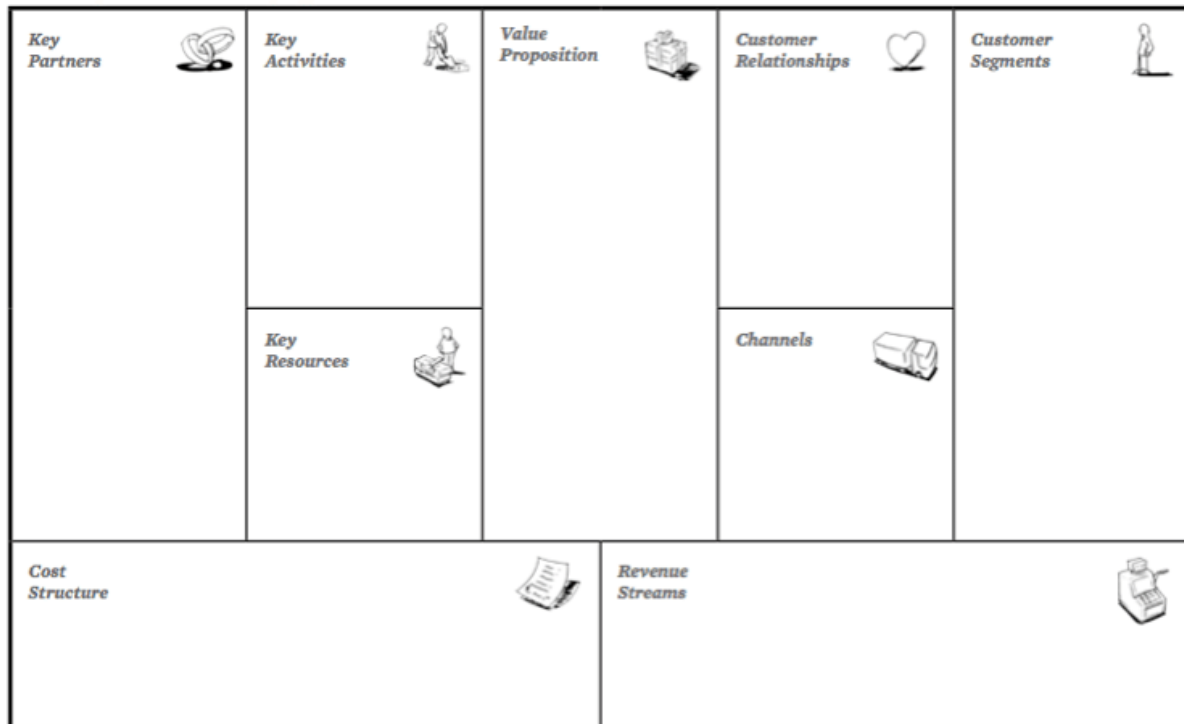 Key
Partners
Key
Activities
Value
Proposition
Customer
Relationships
Customer
Segments
Key
Resources
Channels
Cost
Structure
Revenue
Streams